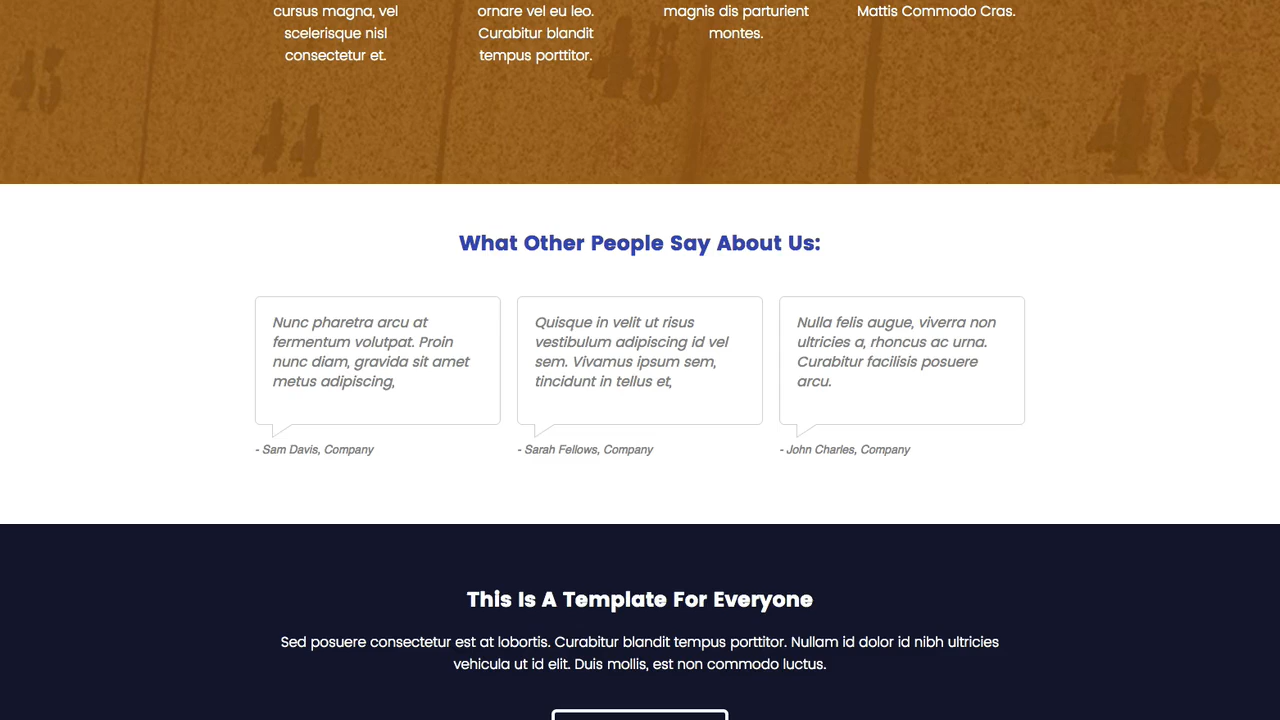 cursus magna, vel
scelerisque nisl
consectetur et.
ornare vel eu leo.
Curabitur blandit
tempus porttitor.
magnis dis parturient
montes.
Mattis Commodo Cras.
43
44
45
46
What Other People Say About Us:
Nunc pharetra arcu at
fermentum volutpat. Proin
nunc diam, gravida sit amet
metus adipiscing,
- Sam Davis, Company
Quisque in velit ut risus
vestibulum adipiscing id vel
sem. Vivamus ipsum sem,
tincidunt in tellus et,
- Sarah Fellows, Company
Nulla felis augue, viverra non
ultricies a, rhoncus ac urna.
Curabitur facilisis posuere
arcu.
- John Charles, Company
This Is A Template For Everyone
Sed posuere consectetur est at lobortis. Curabitur blandit tempus porttitor. Nullam id dolor id nibh ultricies
vehicula ut id elit. Duis mollis, est non commodo luctus.